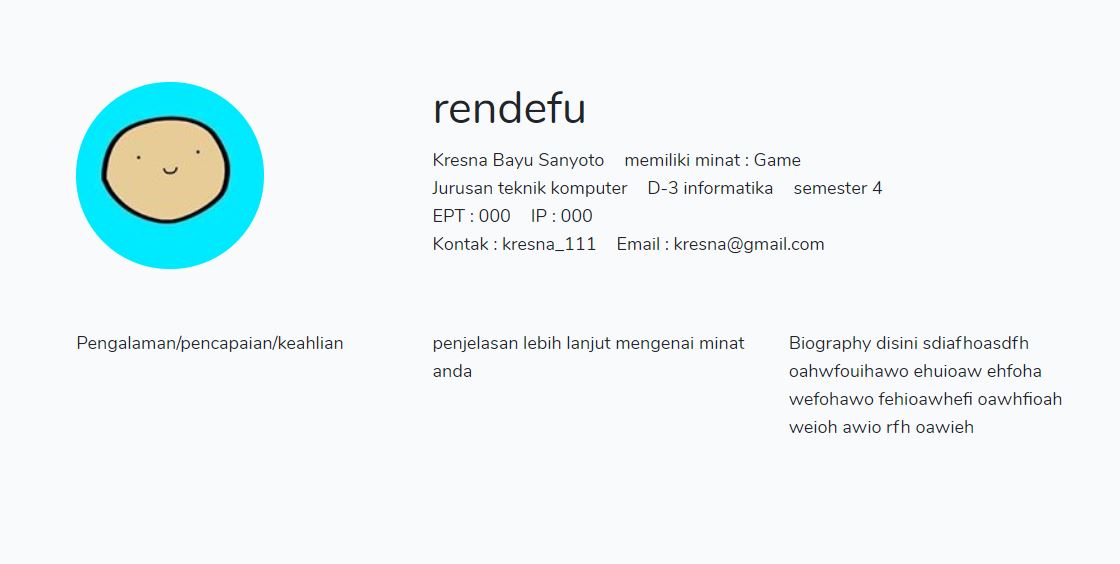 rendefu
Kresna Bayu Sanyoto memiliki minat : Game
Jurusan teknik komputer D-3 informatika semester 4
EPT : 000 IP : 000
Kontak : kresna_111 Email : kresna@gmail.com
Pengalaman/pencapaian/keahlian
penjelasan lebih lanjut mengenai minat
anda
Biography disini sdiafhoasdfh
oahwfouihawo ehuioaw ehfoha
wefohawo fehioawhefi oawhfioah
weioh awio rfh oawieh